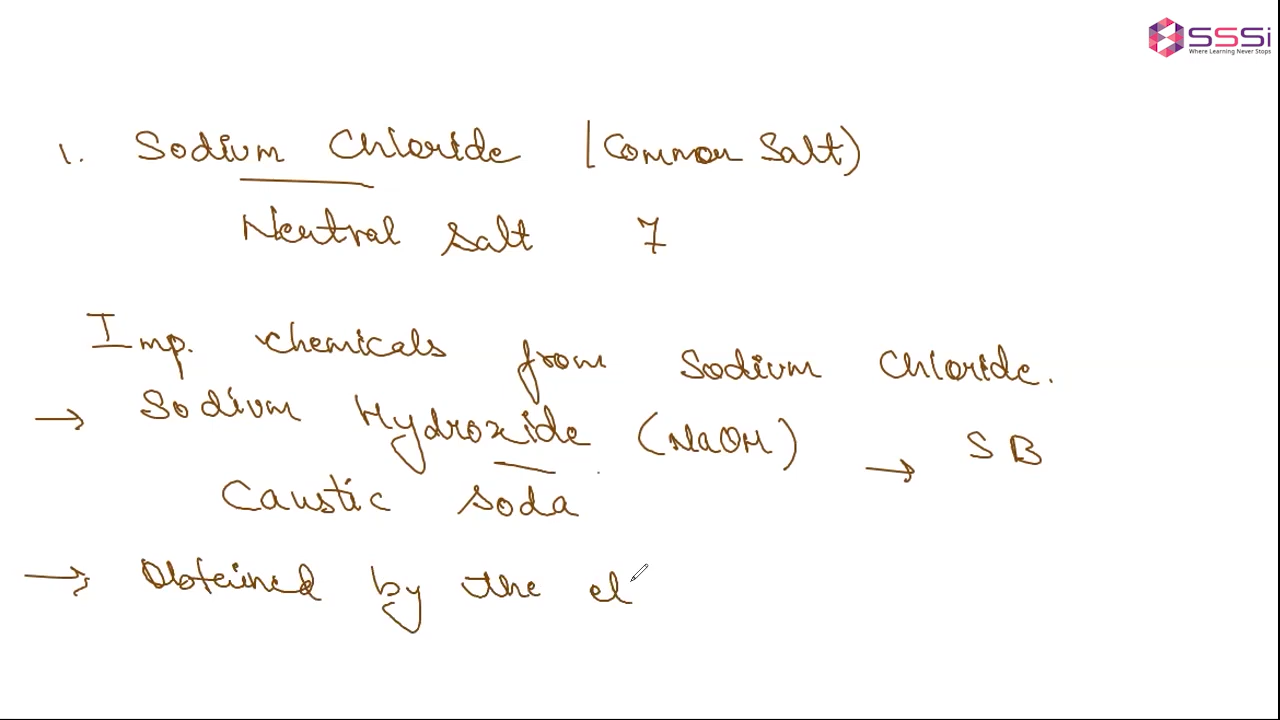 SSSi
Where Learning Never Stops
1. Sodium Chloride (Common Salt)
Neutral Salt 7
Imp. chemicals from Sodium Chloride.
→ Sodium Hydroxide (NaOH) → SB
Caustic soda
→ Obtained by the el